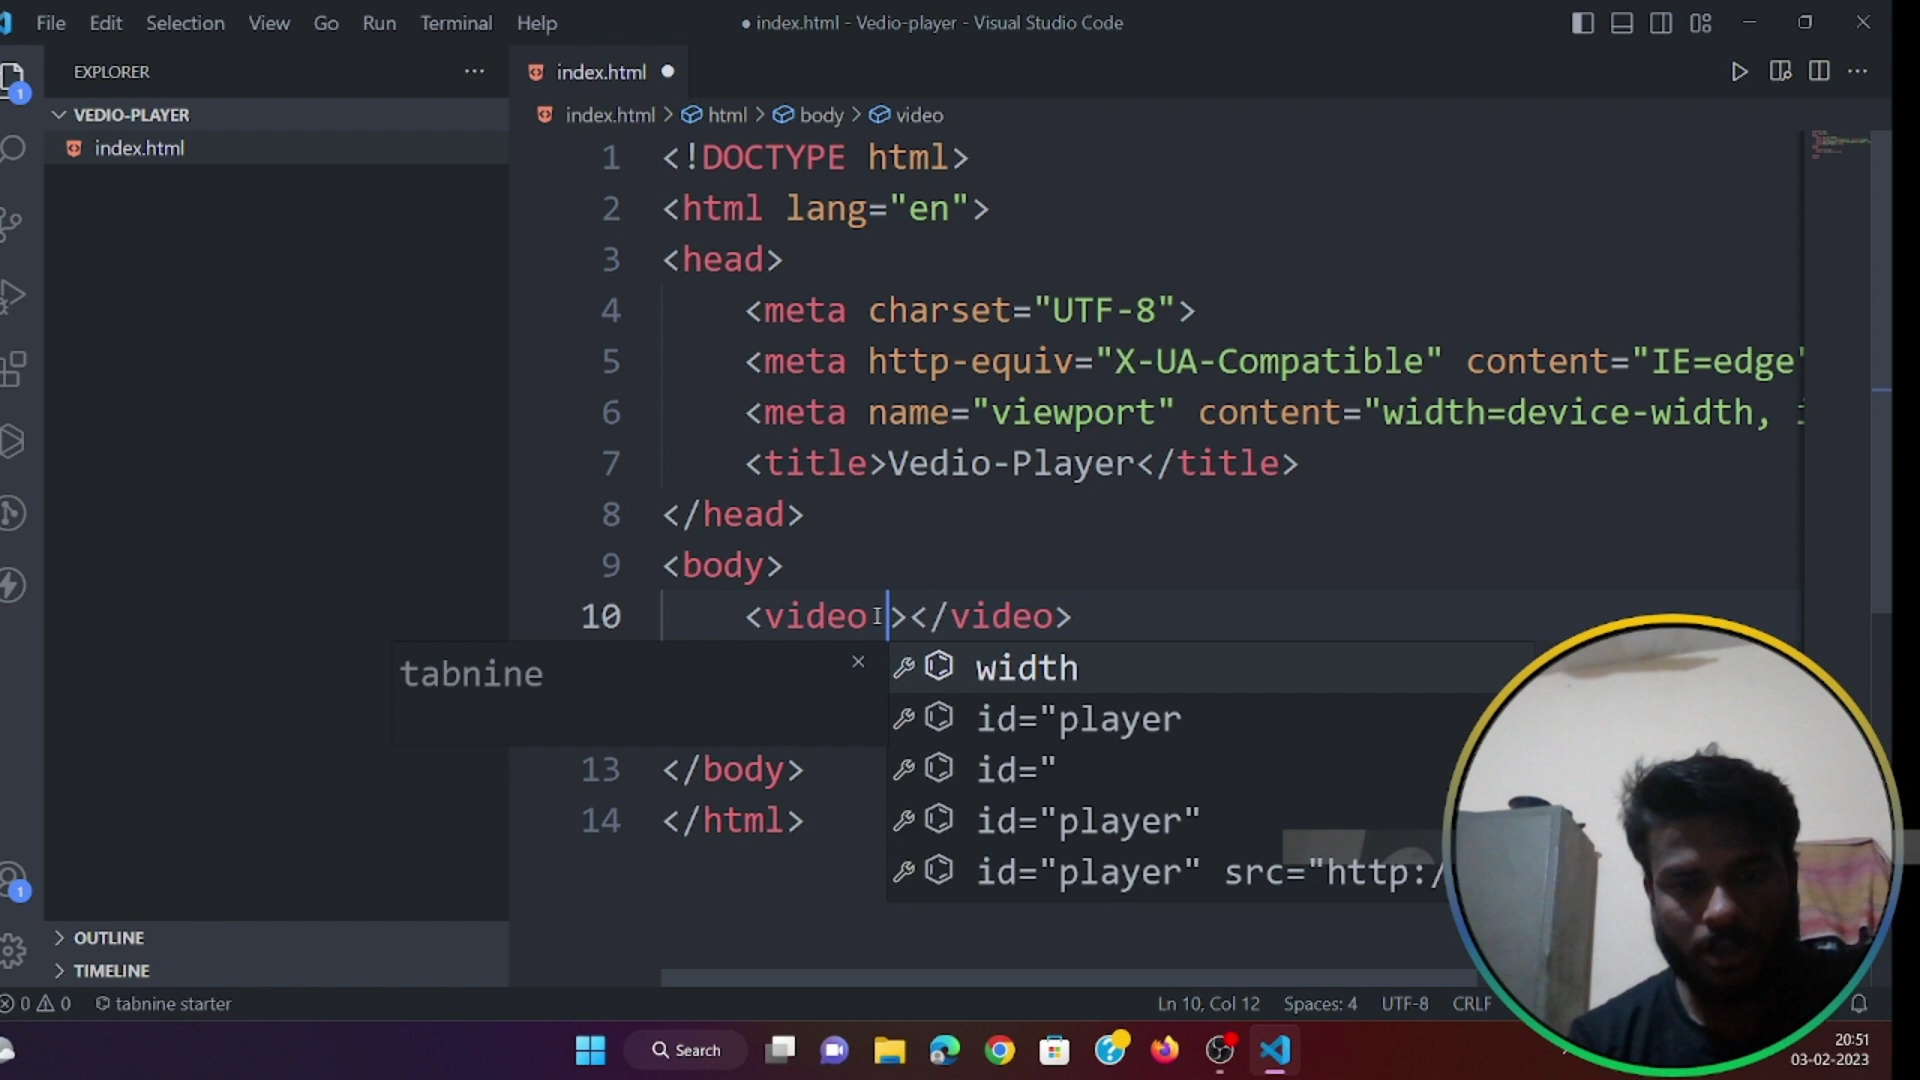 File Edit Selection View Go Run Terminal Help
● index.html - Vedio-player - Visual Studio Code
EXPLORER
index.html
VEDIO-PLAYER
index.html
index.html > html > body > video
1 <!DOCTYPE html>
2 <html lang="en">
3 <head>
4 <meta charset="UTF-8">
5 <meta http-equiv="X-UA-Compatible" content="IE=edge"
6 <meta name="viewport" content="width=device-width,
7 <title>Vedio-Player</title>
8 </head>
9 <body>
10 <video ></video>
tabnine
width
id="player
id="
id="player"
id="player" src="http:/
13 </body>
14 </html>
1
1
OUTLINE
TIMELINE
0 0 tabnine starter
Ln 10, Col 12 Spaces: 4 UTF-8 CRLF
Search
20:51
03-02-2023